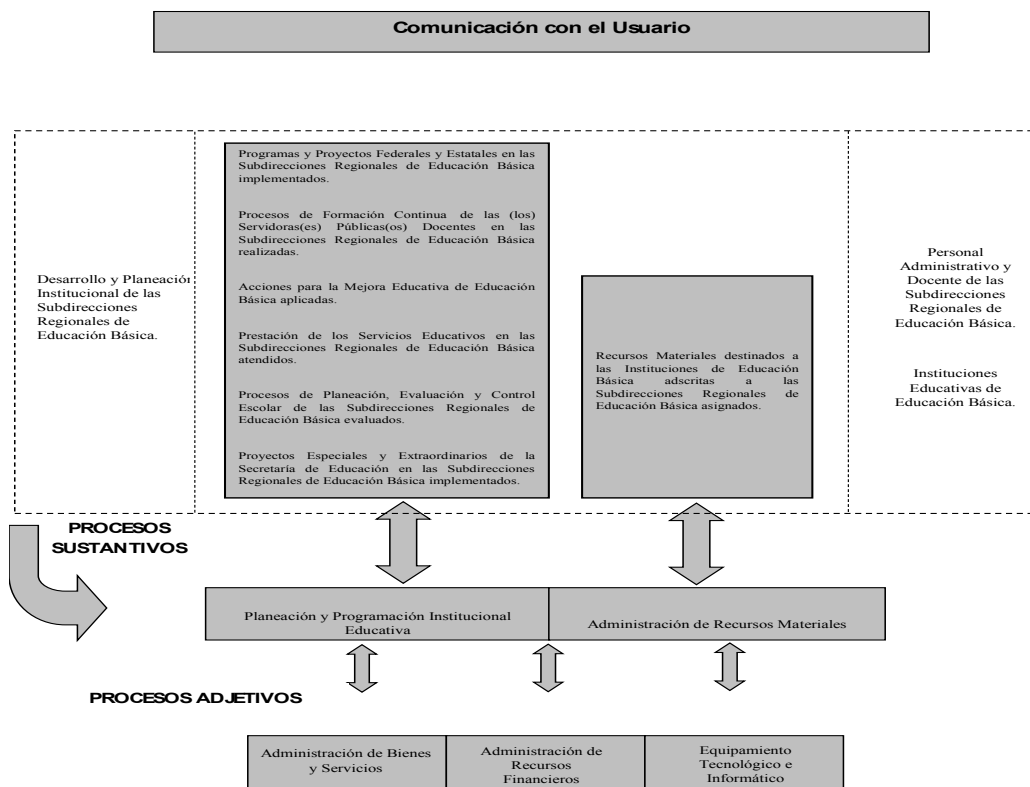 Comunicación con el Usuario
Desarrollo y Planeación
Institucional de las
Subdirecciones
Regionales de
Educación Básica.
Programas y Proyectos Federales y Estatales en las
Subdirecciones Regionales de Educación Básica
implementados.
Procesos de Formación Continua de las (los)
Servidoras(es) Públicas(os) Docentes en las
Subdirecciones Regionales de Educación Básica
realizadas.
Acciones para la Mejora Educativa de Educación
Básica aplicadas.
Prestación de los Servicios Educativos en las
Subdirecciones Regionales de Educación Básica
atendidos.
Procesos de Planeación, Evaluación y Control
Escolar de las Subdirecciones Regionales de
Educación Básica evaluados.
Proyectos Especiales y Extraordinarios de la
Secretaría de Educación en las Subdirecciones
Regionales de Educación Básica implementados.
Recursos Materiales destinados a
las Instituciones de Educación
Básica adscritas a las
Subdirecciones Regionales de
Educación Básica asignados.
Personal
Administrativo y
Docente de las
Subdirecciones
Regionales de
Educación Básica.
Instituciones
Educativas de
Educación Básica.
PROCESOS
SUSTANTIVOS
Planeación y Programación Institucional
Educativa
Administración de Recursos Materiales
PROCESOS ADJETIVOS
Administración de Bienes
y Servicios
Administración de
Recursos
Financieros
Equipamiento
Tecnológico e
Informático